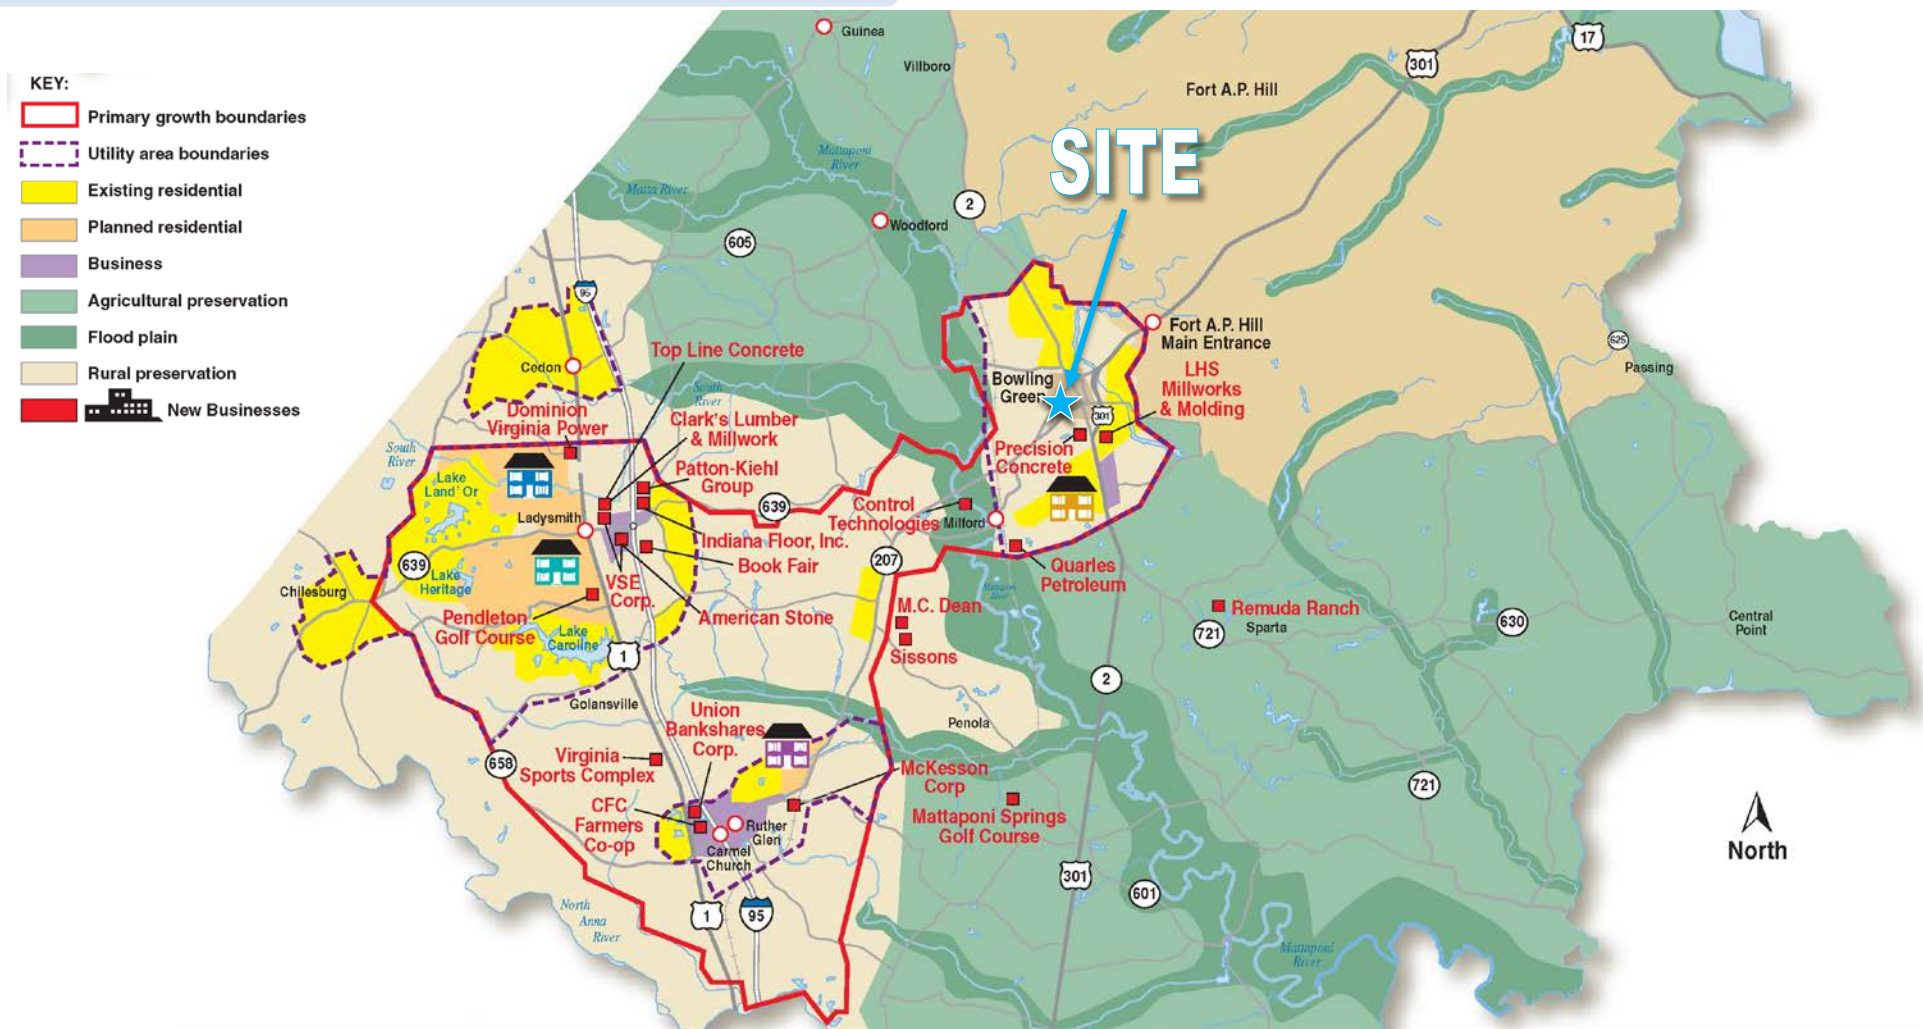 KEY:
Primary growth boundaries
Utility area boundaries
Existing residential
Planned residential
Business
Agricultural preservation
Flood plain
Rural preservation
New Businesses
Guinea
Villboro
17
301
Fort A.P. Hill
SITE
Mattaponi
River
Matta River
2
Woodford
605
95
Fort A.P. Hill
Main Entrance
625
Passing
Top Line Concrete
Cedon
South
River
LHS
Millworks
& Molding
Bowling
Green
301
Dominion
Virginia Power
Clark's Lumber
& Millwork
South
River
Precision
Concrete
Patton-Kiehl
Group
Lake
Land' Or
639
Control
Technologies
Milford
Ladysmith
Indiana Floor, Inc.
Book Fair
207
Quarles
Petroleum
639
Lake
Heritage
VSE
Corp.
Chilesburg
M.C. Dean
Remuda Ranch
Sparta
721
630
Central
Point
Pendleton
Golf Course
American Stone
Lake
Caroline
Sissons
1
2
Golansville
Union
Bankshares
Corp.
Penola
658
Virginia
Sports Complex
McKesson
Corp
721
CFC
Farmers
Co-op
Mattaponi Springs
Golf Course
Ruther
Glen
Carmel
Church
North
301
601
North
Anna
River
1
95
Mattaponi
River